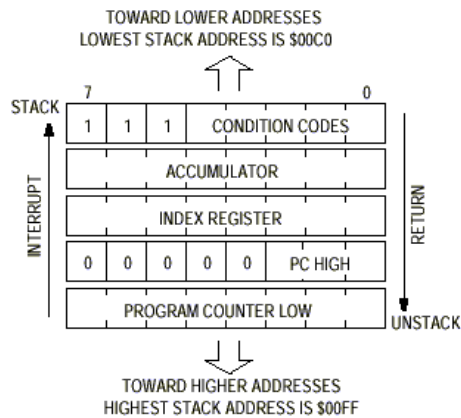 TOWARD LOWER ADDRESSES
LOWEST STACK ADDRESS IS $00C0
7 0
STACK
1 1 1 CONDITION CODES
ACCUMULATOR
INDEX REGISTER
INTERRUPT
RETURN
0 0 0 0 0 PC HIGH
PROGRAM COUNTER LOW
UNSTACK
TOWARD HIGHER ADDRESSES
HIGHEST STACK ADDRESS IS $00FF